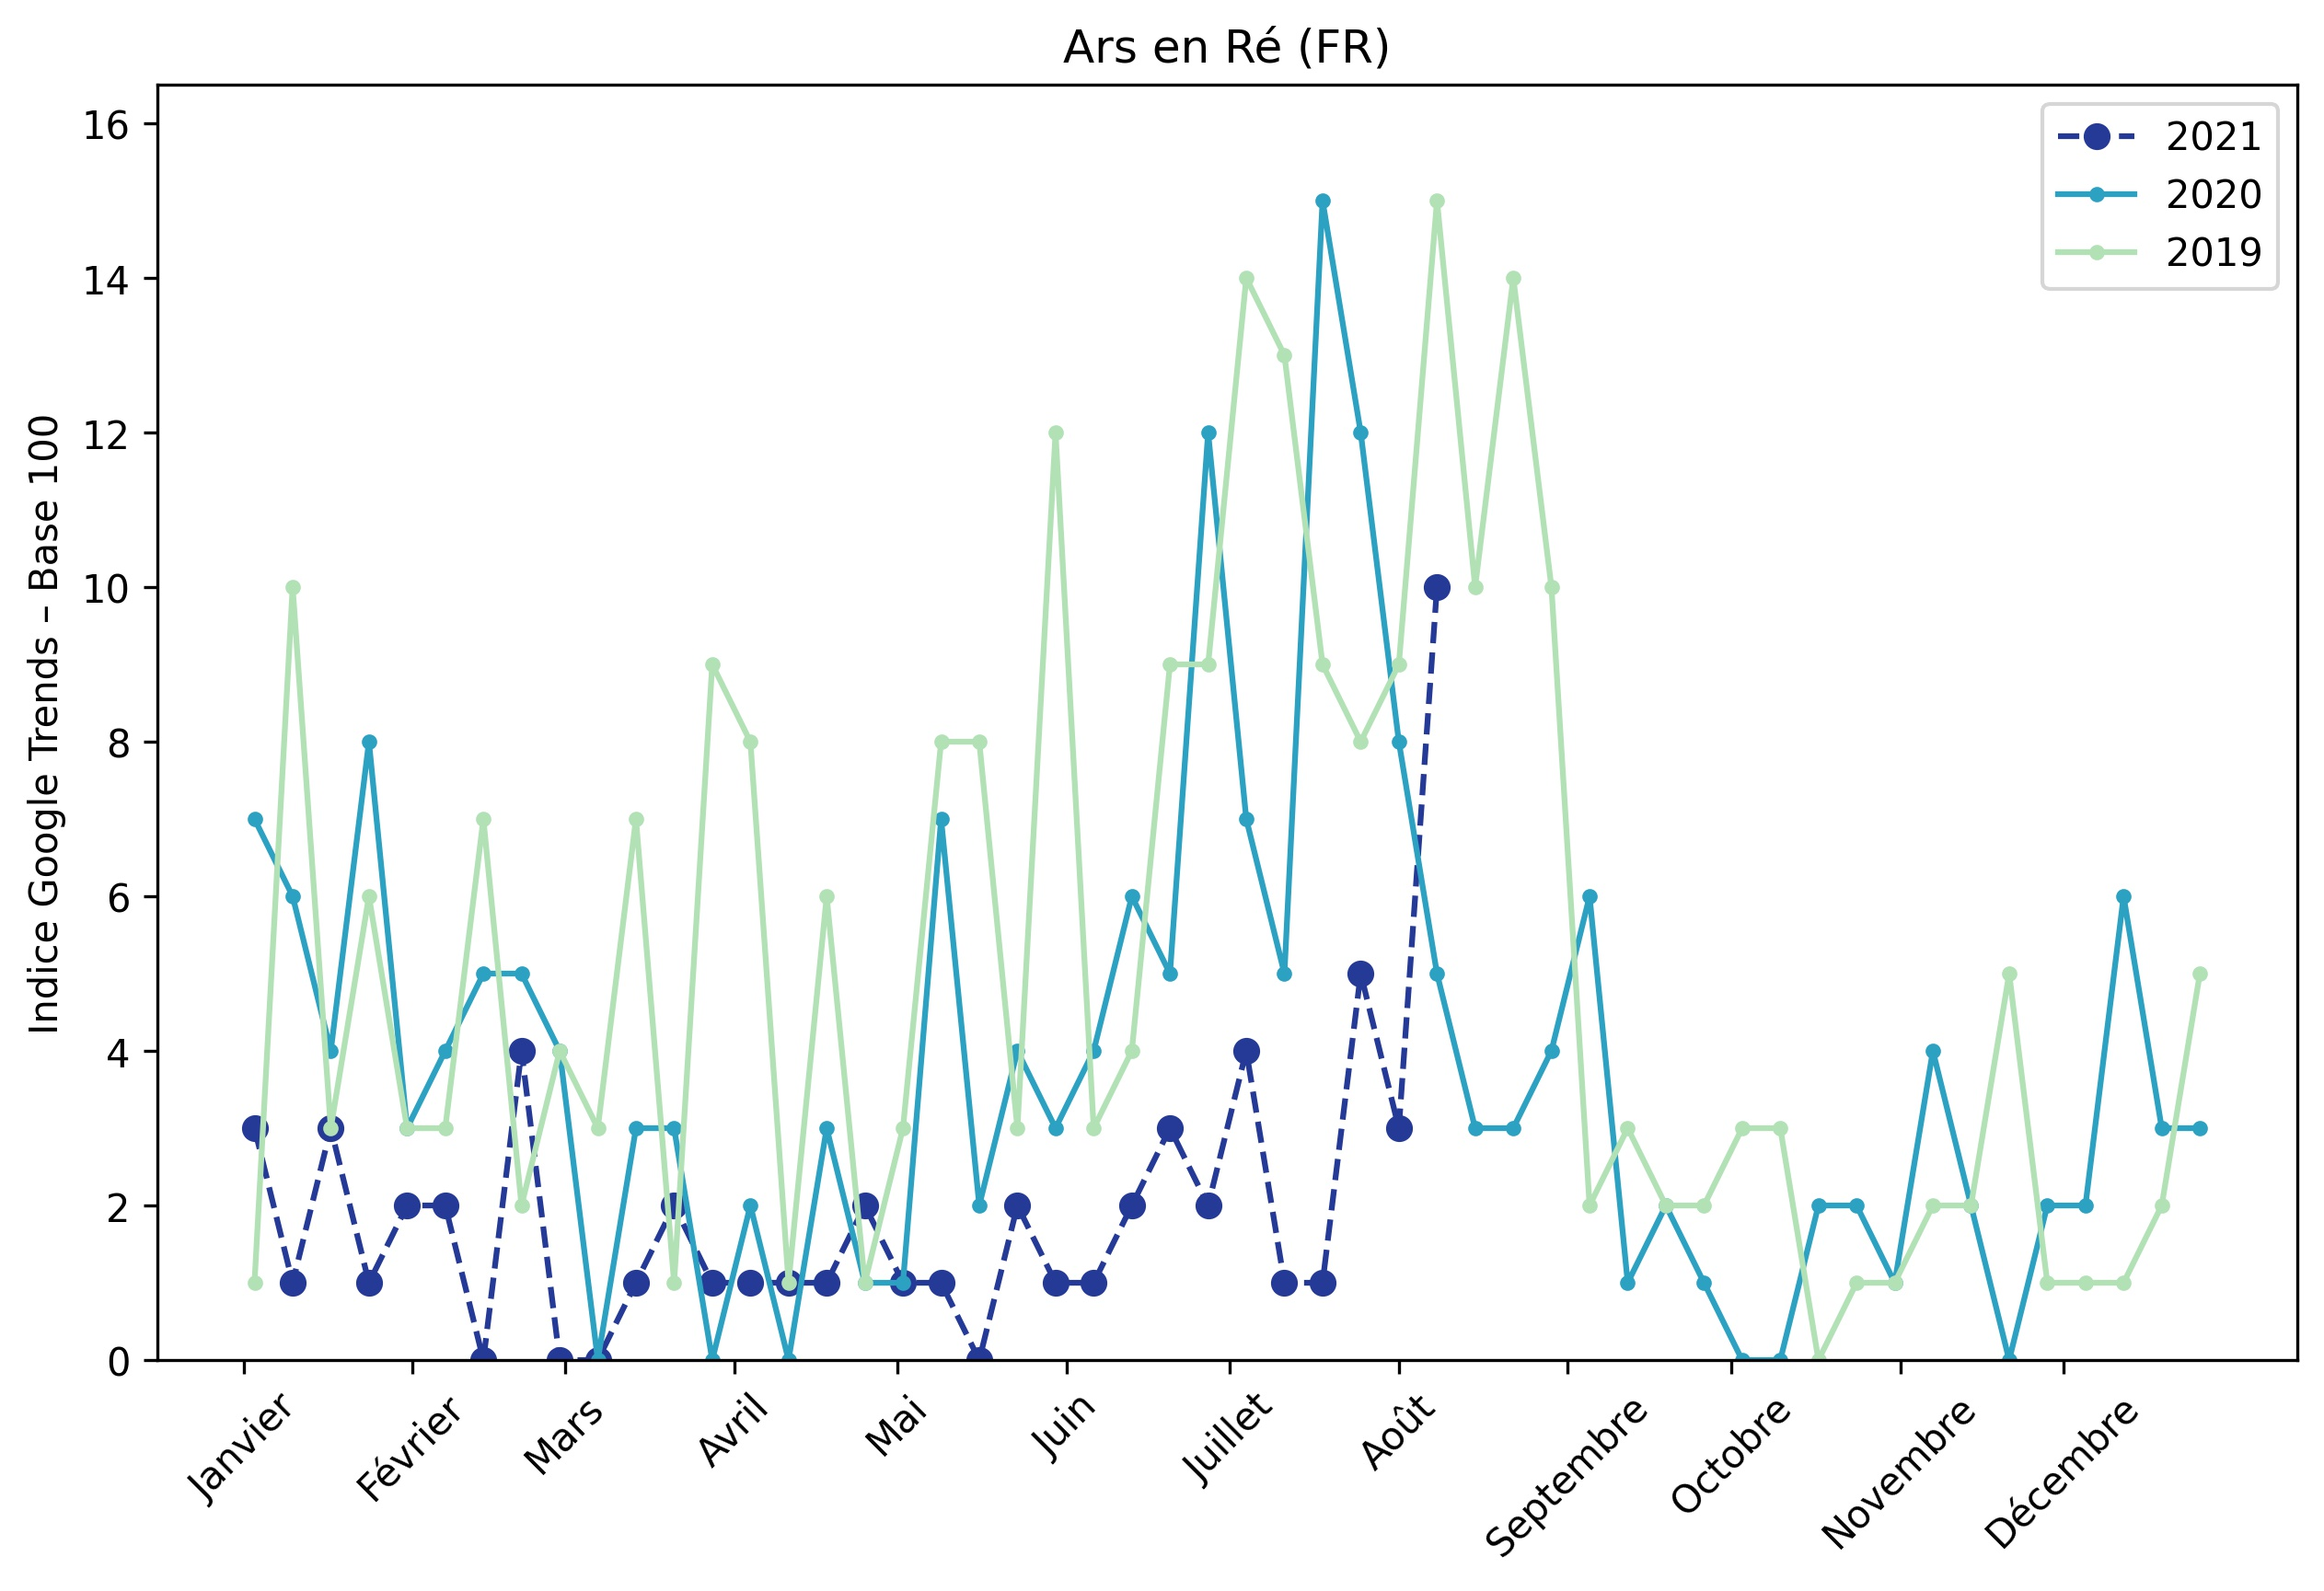 Ars en Ré (FR)
Indice Google Trends – Base 100
16
14
12
10
8
6
4
2
0
2021
2020
2019
Janvier
Février
Mars
Avril
Mai
Juin
Juillet
Août
Septembre
Octobre
Novembre
Décembre